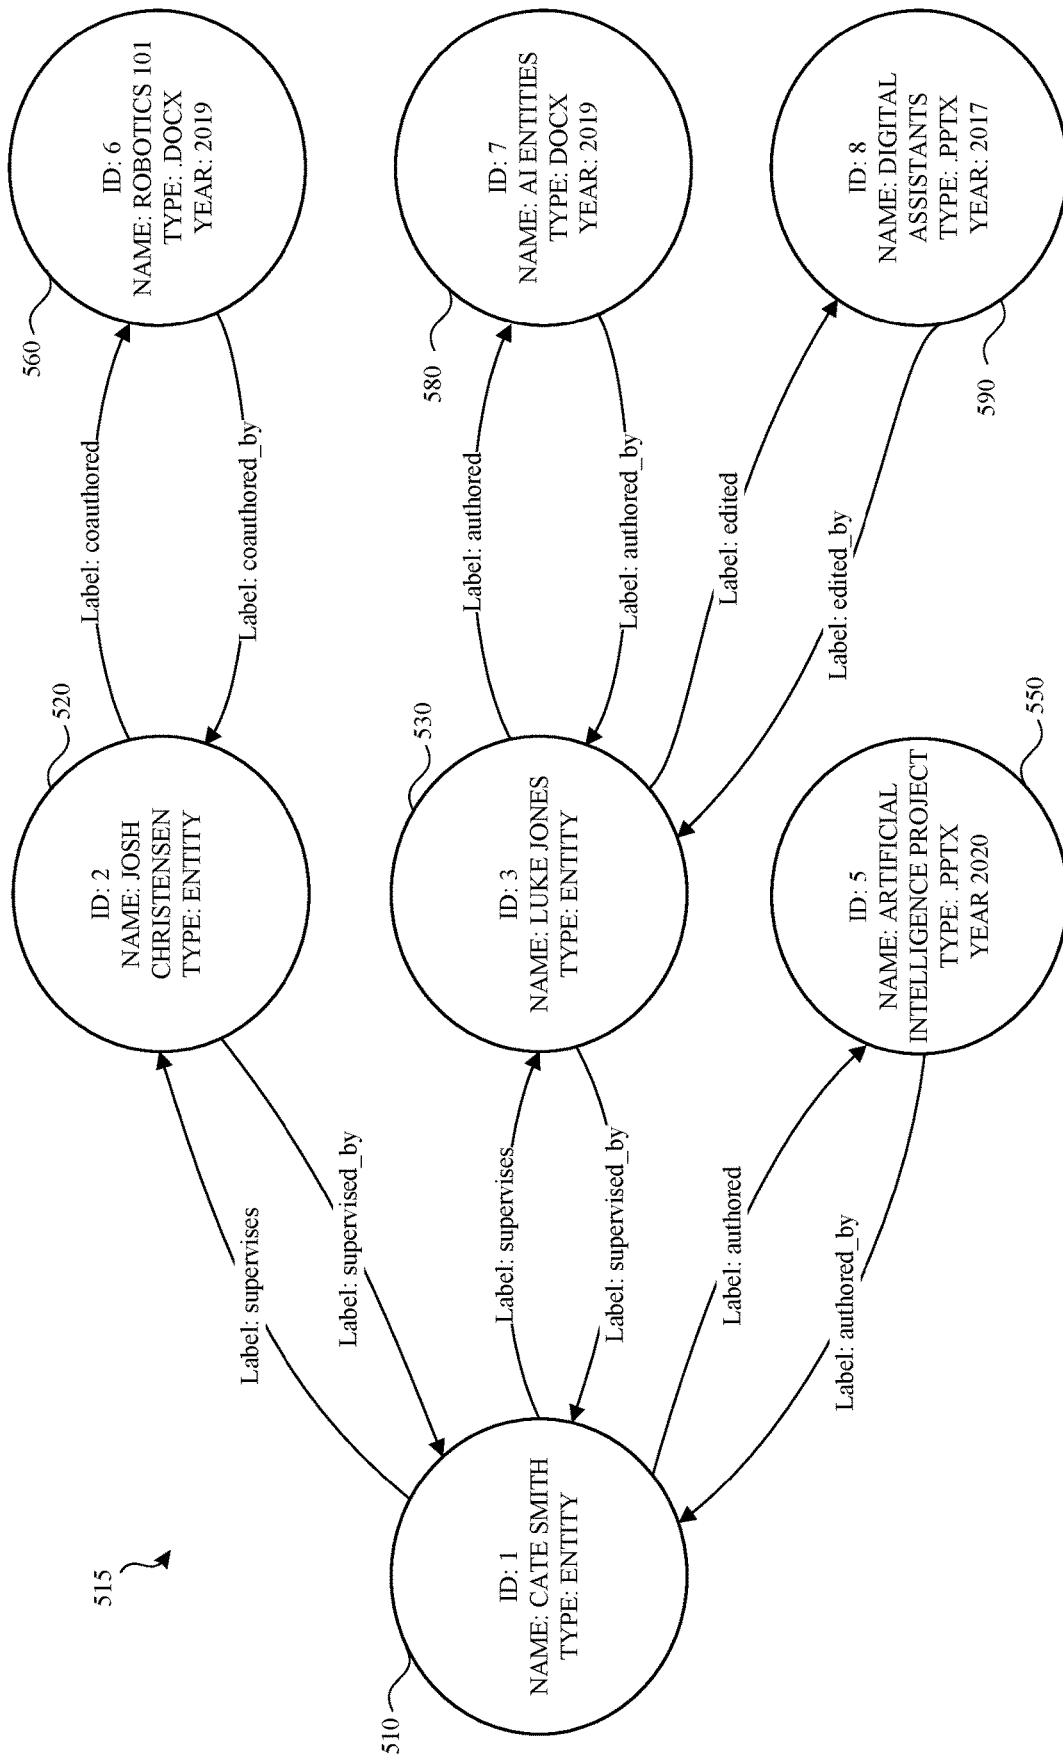 515
510
ID: 1
NAME: CATE SMITH
TYPE: ENTITY
Label: supervises
Label: supervised_by
Label: supervises
Label: supervised_by
Label: authored
Label: authored_by
520
ID: 2
NAME: JOSH
CHRISTENSEN
TYPE: ENTITY
530
ID: 3
NAME: LUKE JONES
TYPE: ENTITY
550
ID: 5
NAME: ARTIFICIAL
INTELLIGENCE PROJECT
TYPE: .PPTX
YEAR 2020
Label: coauthored
Label: coauthored_by
Label: authored
Label: authored_by
Label: edited
Label: edited_by
560
ID: 6
NAME: ROBOTICS 101
TYPE: .DOCX
YEAR: 2019
580
ID: 7
NAME: AI ENTITIES
TYPE: DOCX
YEAR: 2019
590
ID: 8
NAME: DIGITAL
ASSISTANTS
TYPE: .PPTX
YEAR: 2017